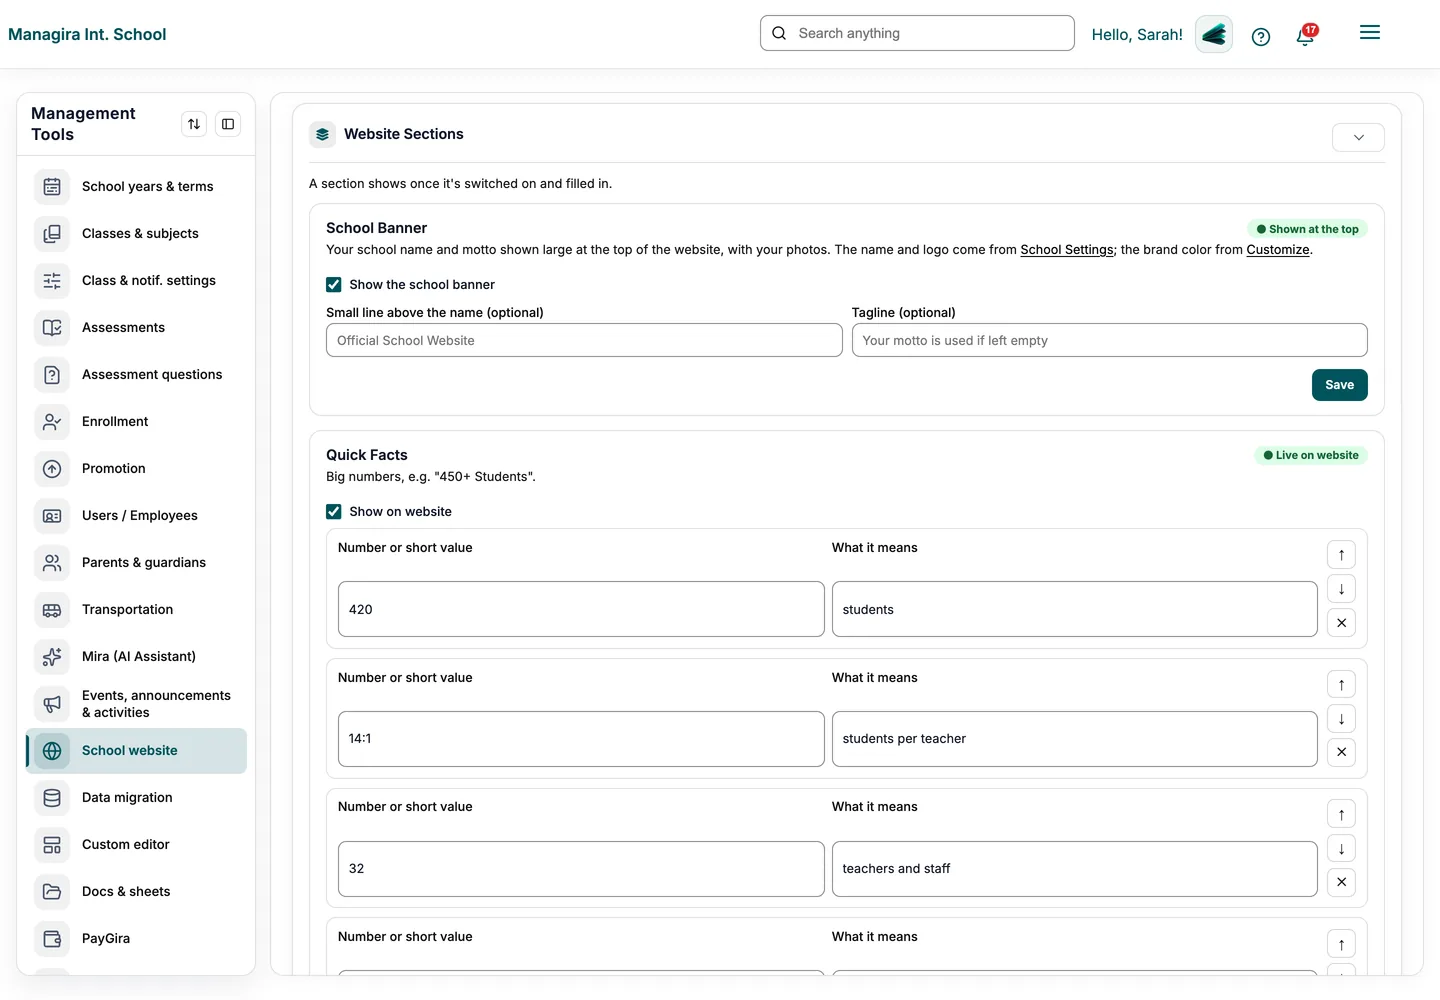 Managira Int. School
Search anything
Hello, Sarah!
17
Management
Tools
School years & terms
Classes & subjects
Class & notif. settings
Assessments
Assessment questions
Enrollment
Promotion
Users / Employees
Parents & guardians
Transportation
Mira (AI Assistant)
Events, announcements
& activities
School website
Data migration
Custom editor
Docs & sheets
PayGira
Website Sections
A section shows once it's switched on and filled in.
School Banner
Shown at the top
Your school name and motto shown large at the top of the website, with your photos. The name and logo come from School Settings; the brand color from Customize.
Show the school banner
Small line above the name (optional)
Tagline (optional)
Official School Website
Your motto is used if left empty
Save
Quick Facts
Live on website
Big numbers, e.g. "450+ Students".
Show on website
Number or short value
What it means
↑
420
students
↓
×
Number or short value
What it means
↑
14:1
students per teacher
↓
×
Number or short value
What it means
↑
32
teachers and staff
↓
×
Number or short value
What it means
↑